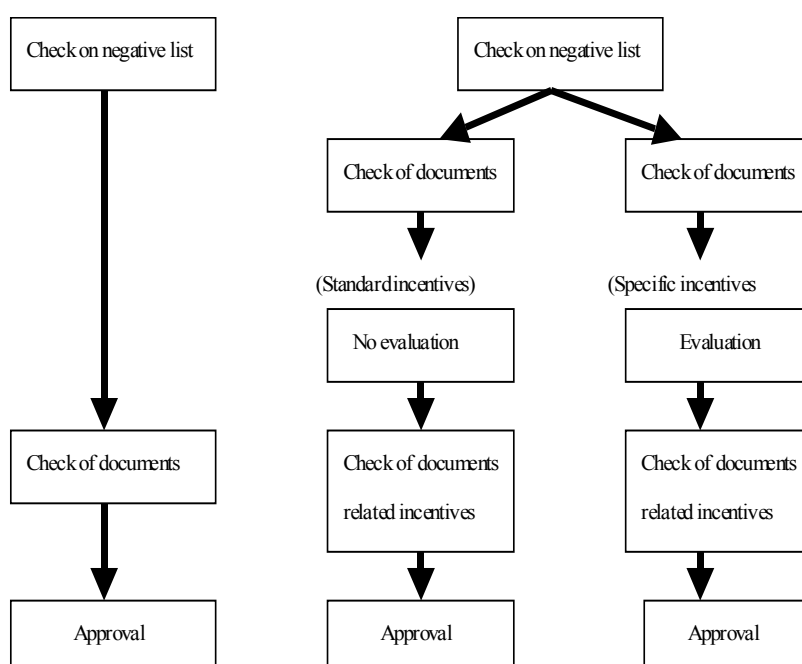 Check on negative list
Check on negative list
Check of documents
Check of documents
(Standard incentives)
(Specific incentives
No evaluation
Evaluation
Check of documents
Check of documents
related incentives
Check of documents
related incentives
Approval
Approval
Approval